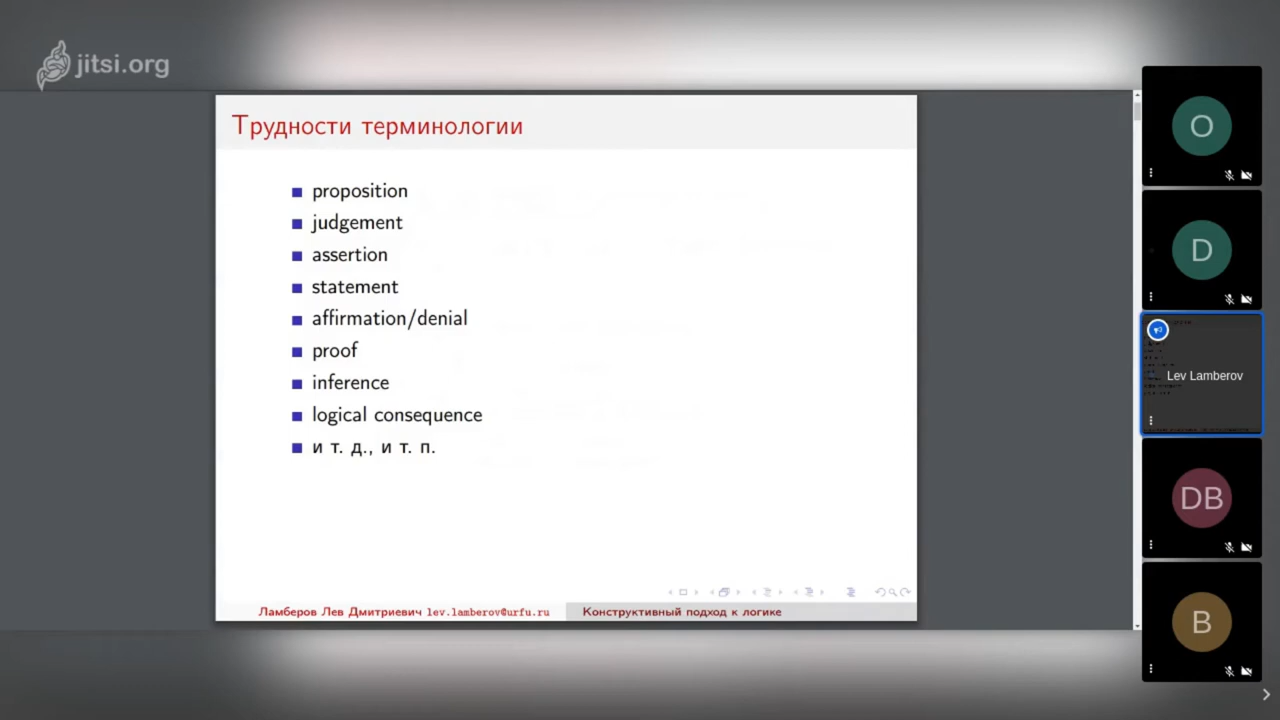 jitsi.org
Трудности терминологии
proposition
judgement
assertion
statement
affirmation/denial
proof
inference
logical consequence
и т. д., и т. п.
Ламберов Лев Дмитриевич lev.lamberov@urfu.ru
Конструктивный подход к логике
O
D
Lev Lamberov
DB
B